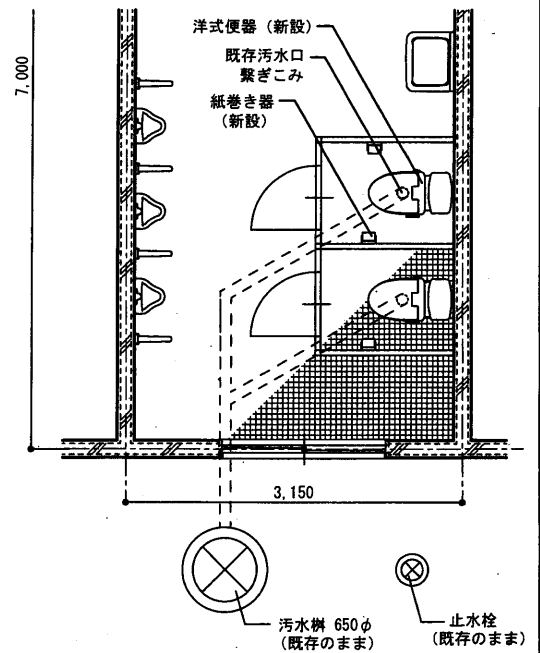 洋式便器（新設）
既存汚水口
繋ぎこみ
紙巻き器
（新設）
7,000
3,150
汚水桝 650φ
（既存のまま）
止水栓
（既存のまま）